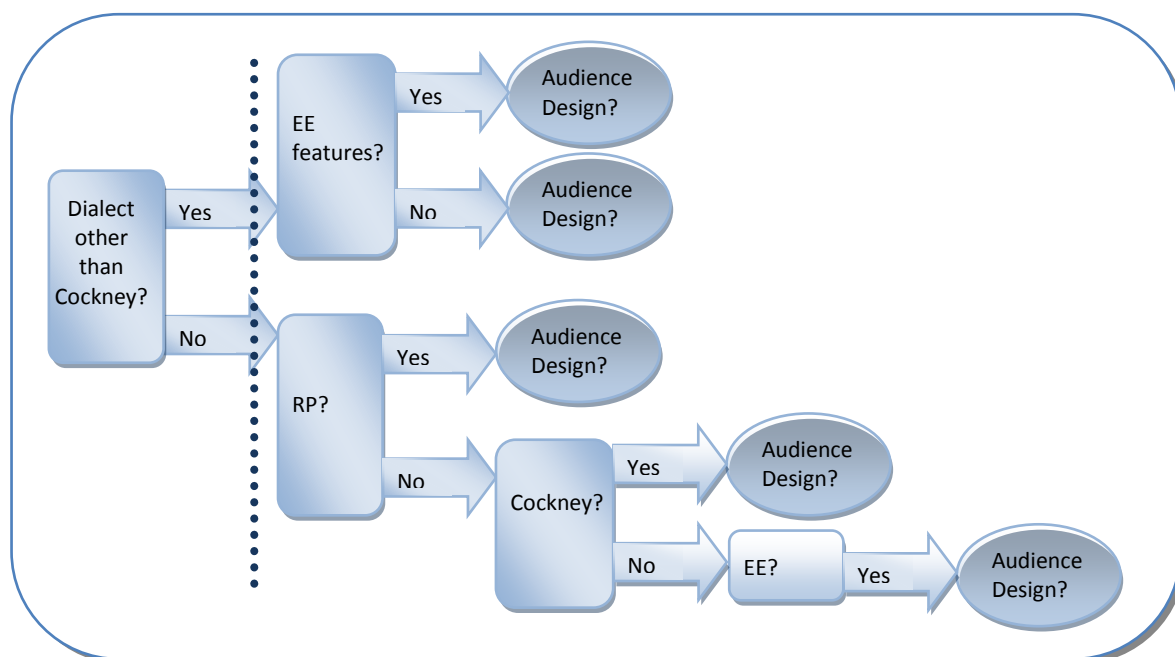 Dialect
other
than
Cockney?
Yes
No
EE
features?
Yes
No
Audience
Design?
Audience
Design?
RP?
Yes
No
Audience
Design?
Cockney?
Yes
No
Audience
Design?
EE?
Yes
Audience
Design?